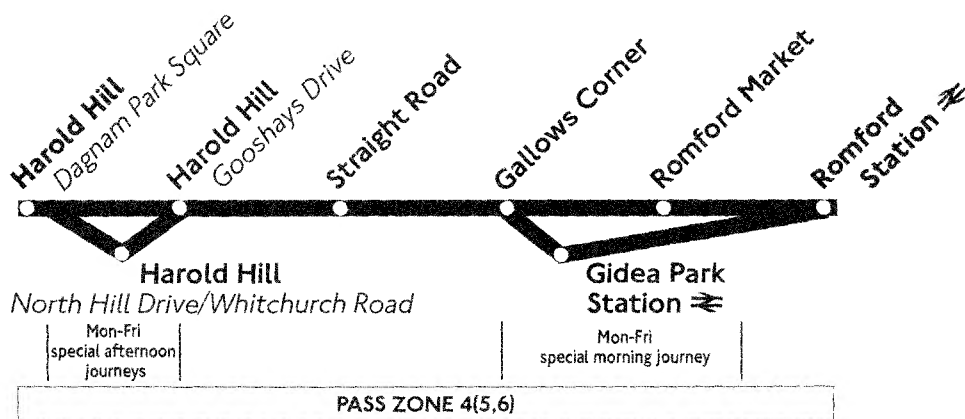 Harold Hill
Dagnam Park Square
Harold Hill
Gooshays Drive
Straight Road
Gallows Corner
Romford Market
Romford
Station
Harold Hill
North Hill Drive/Whitchurch Road
Gidea Park
Station
Mon-Fri
special afternoon
journeys
Mon-Fri
special morning journey
PASS ZONE 4(5,6)